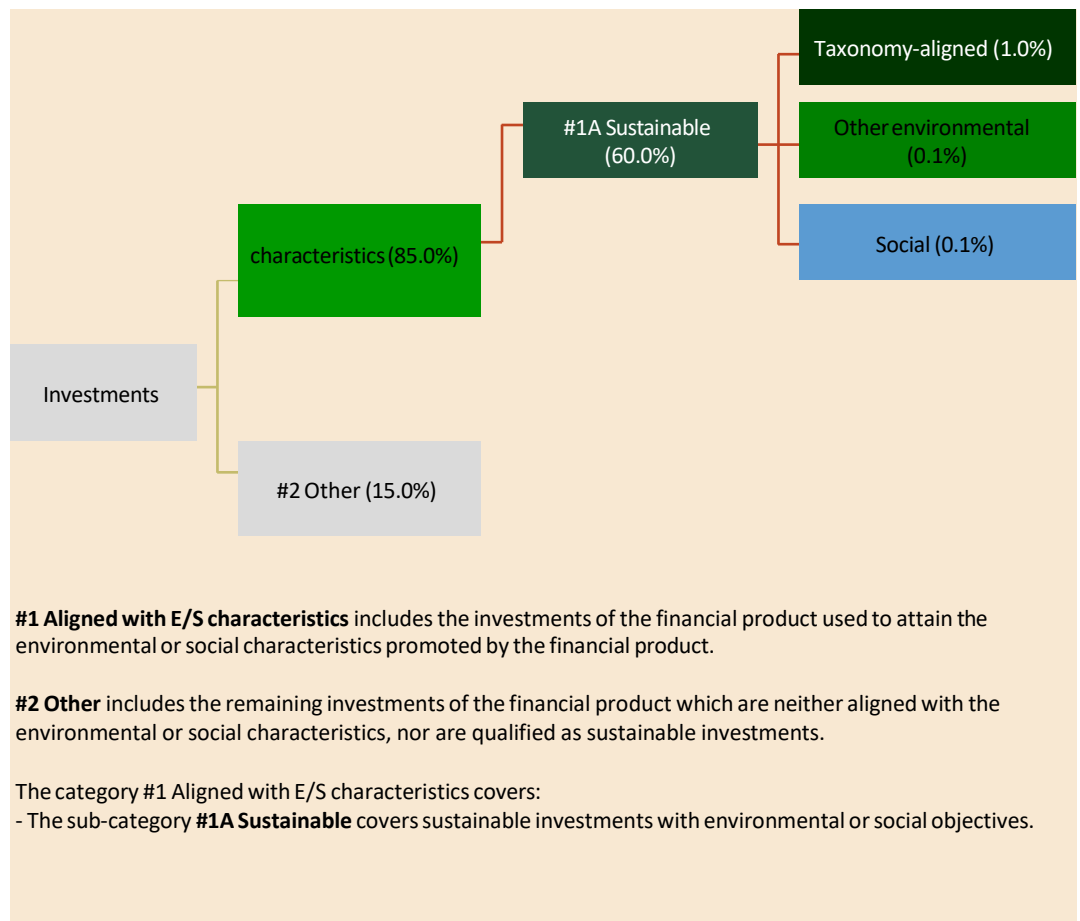 Taxonomy-aligned (1.0%)
#1A Sustainable
(60.0%)
Other environmental
(0.1%)
characteristics (85.0%)
Social (0.1%)
Investments
#2 Other (15.0%)
#1 Aligned with E/S characteristics includes the investments of the financial product used to attain the
environmental or social characteristics promoted by the financial product.
#2 Other includes the remaining investments of the financial product which are neither aligned with the
environmental or social characteristics, nor are qualified as sustainable investments.
The category #1 Aligned with E/S characteristics covers:
- The sub-category #1A Sustainable covers sustainable investments with environmental or social objectives.